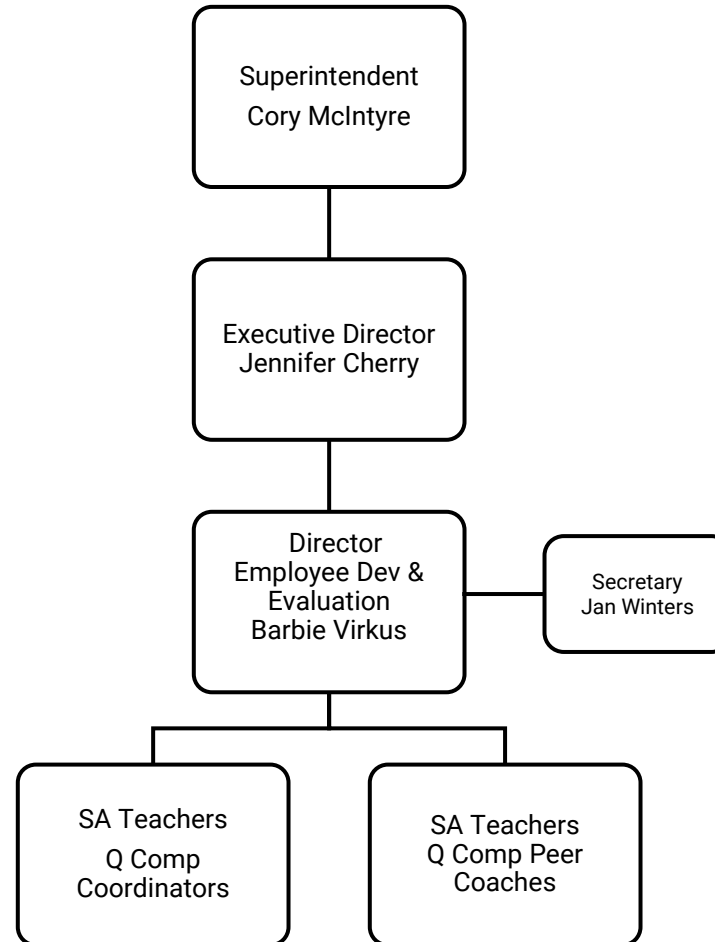 Superintendent
Cory McIntyre
Executive Director
Jennifer Cherry
Director
Employee Dev &
Evaluation
Barbie Virkus
Secretary
Jan Winters
SA Teachers
Q Comp
Coordinators
SA Teachers
Q Comp Peer
Coaches